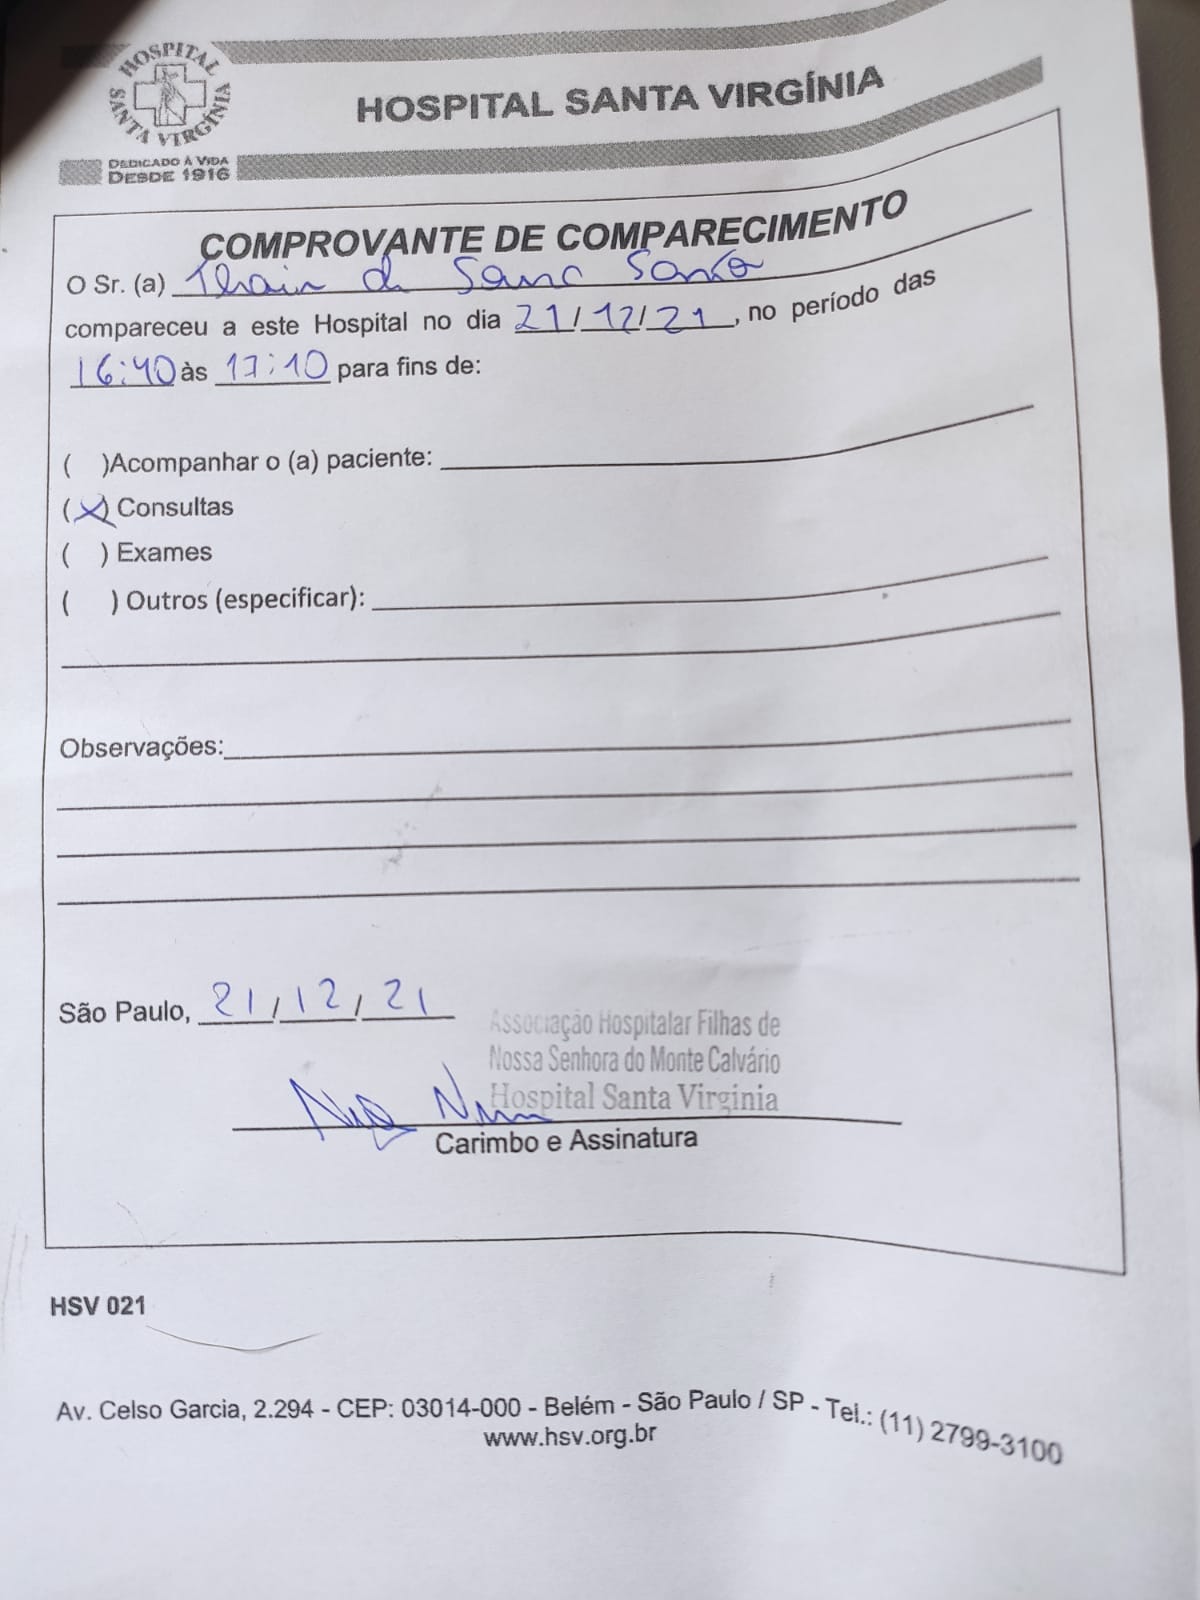 HOSPITAL SANTA VIRGÍNIA
DEDICADO À VIDA
DESDE 1916
HOSPITAL SANTA VIRGÍNIA
COMPROVANTE DE COMPARECIMENTO
O Sr. (a)
compareceu a este Hospital no dia 21/12/21, no período das
16:40 às 17:10 para fins de:
( )Acompanhar o (a) paciente:
(X) Consultas
( ) Exames
( ) Outros (especificar):
Observações:
São Paulo, 21/12/21
Associação Hospitalar Filhas de
Nossa Senhora do Monte Calvário
Hospital Santa Virginia
Carimbo e Assinatura
HSV 021
Av. Celso Garcia, 2.294 - CEP: 03014-000 - Belém - São Paulo / SP - Tel.: (11) 2799-3100
www.hsv.org.br